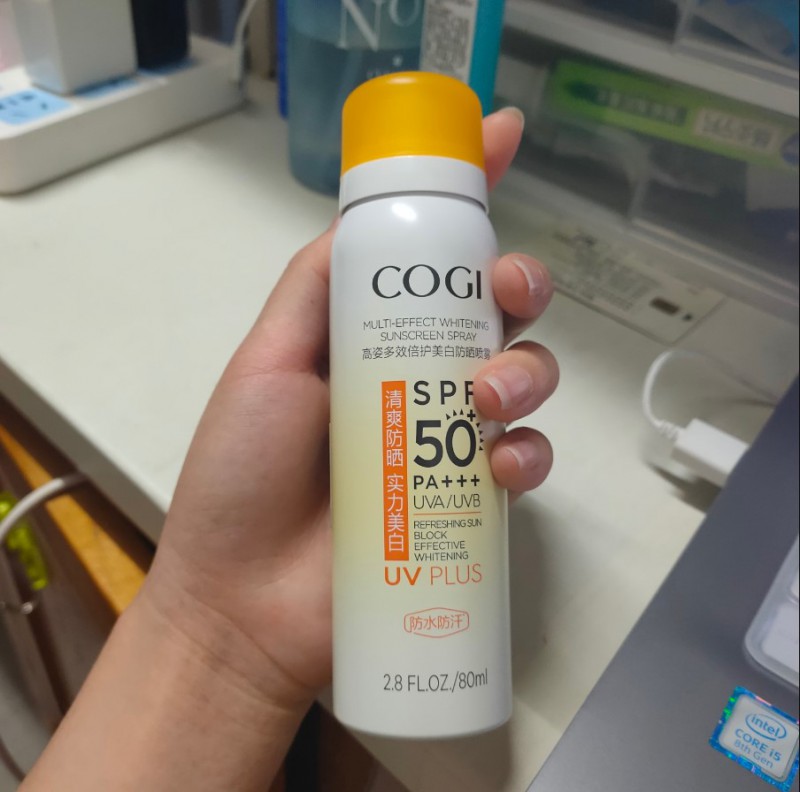 No
COGI
MULTI-EFFECT WHITENING
SUNSCREEN SPRAY
高姿多效倍护美白防晒喷雾
清爽防晒 实力美白
SPF
50+
PA+++
UVA/UVB
REFRESHING SUN
BLOCK
EFFECTIVE
WHITENING
UV PLUS
防水防汗
2.8 FL.OZ./80ml
intel
CORE i5
8th Gen